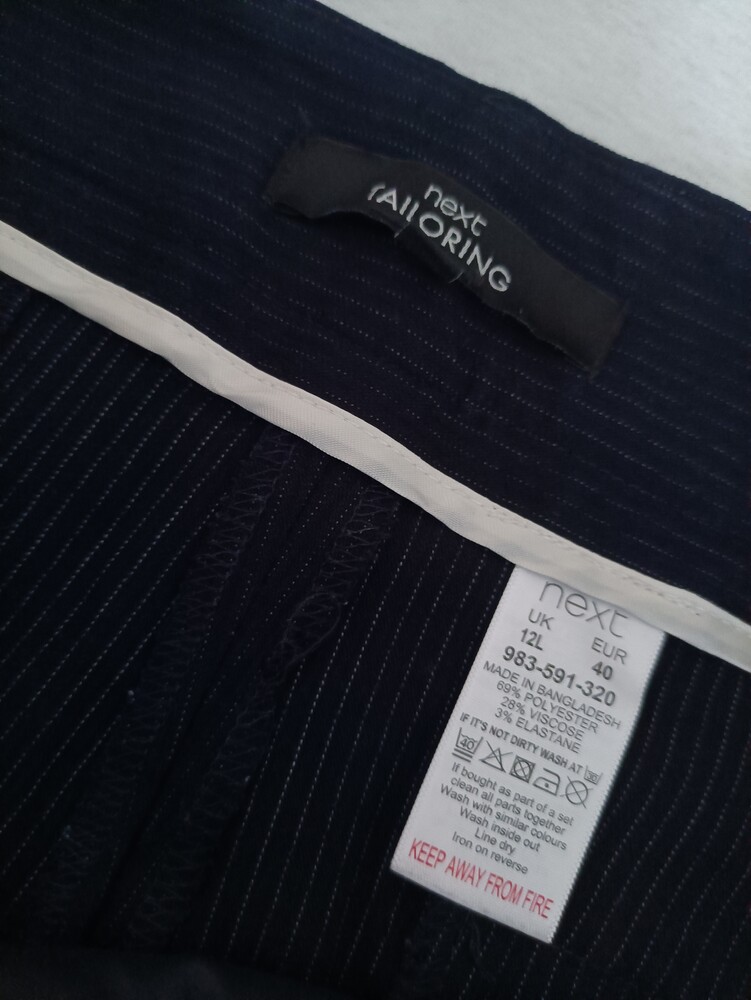 next
TAILORING
next
UK EUR
12L 40
983-591-320
MADE IN BANGLADESH
69% POLYESTER
28% VISCOSE
3% ELASTANE
IF IT'S NOT DIRTY WASH AT 30
40
If bought as part of a set
clean all parts together
Wash with similar colours
Wash inside out
Line dry
Iron on reverse
KEEP AWAY FROM FIRE